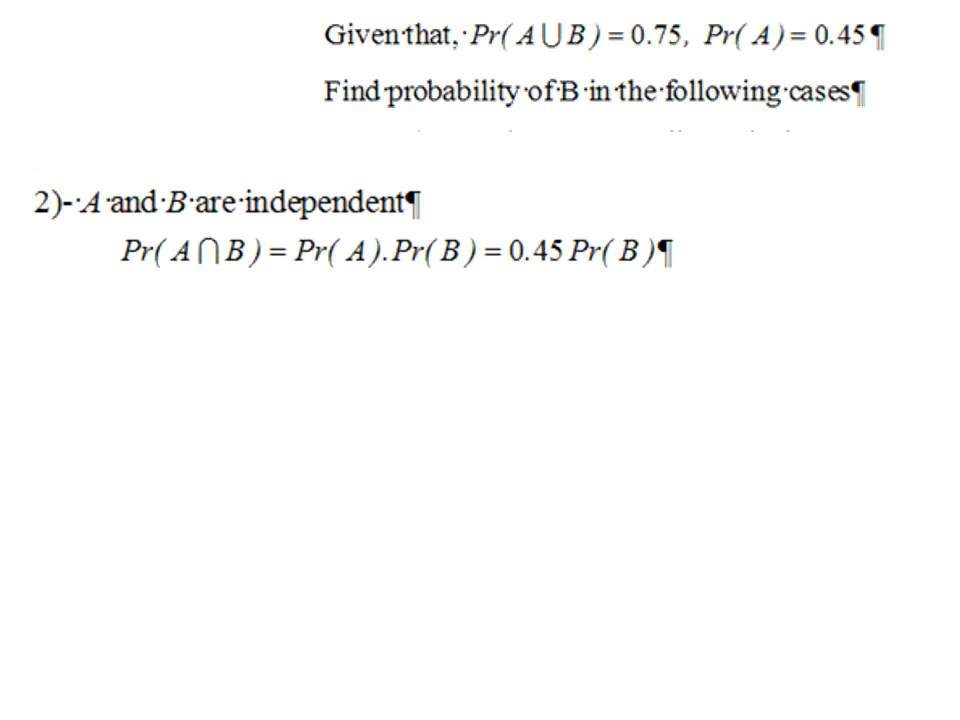 Given that, Pr( A ⋃ B ) = 0.75, Pr( A ) = 0.45 ¶
Find probability of B in the following cases¶
2)- A and B are independent¶
Pr( A ⋂ B ) = Pr( A ). Pr( B ) = 0.45 Pr( B )¶